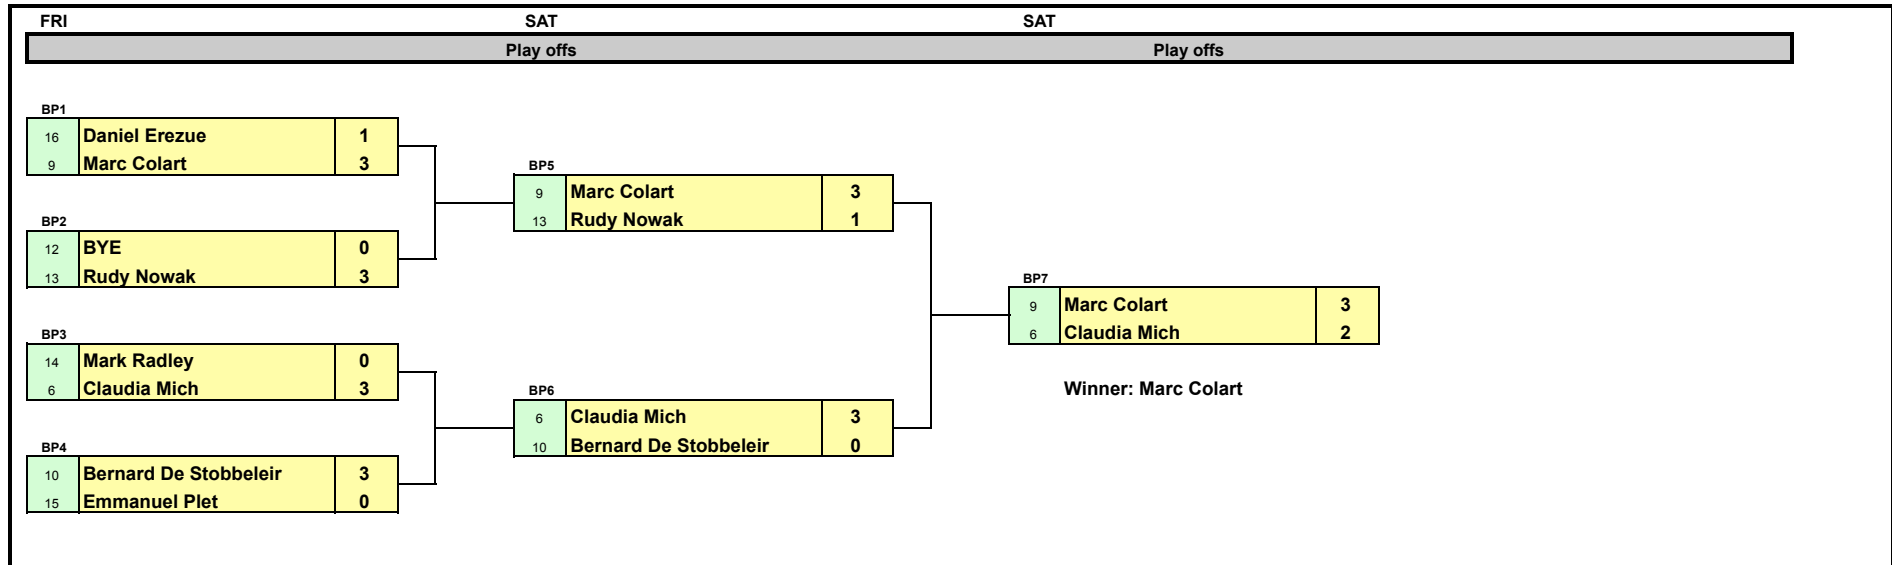 FRI SAT SAT
Play offs Play offs
BP1
16 Daniel Erezue 1
9 Marc Colart 3
BP2
12 BYE 0
13 Rudy Nowak 3
BP3
14 Mark Radley 0
6 Claudia Mich 3
BP4
10 Bernard De Stobbeleir 3
15 Emmanuel Plet 0
BP5
9 Marc Colart 3
13 Rudy Nowak 1
BP6
6 Claudia Mich 3
10 Bernard De Stobbeleir 0
BP7
9 Marc Colart 3
6 Claudia Mich 2
Winner: Marc Colart